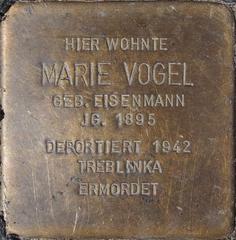 HIER WOHNTE
MARIE VOGEL
GEB. EISENMANN
JG. 1895
DEPORTIERT 1942
TREBLINKA
ERMORDET